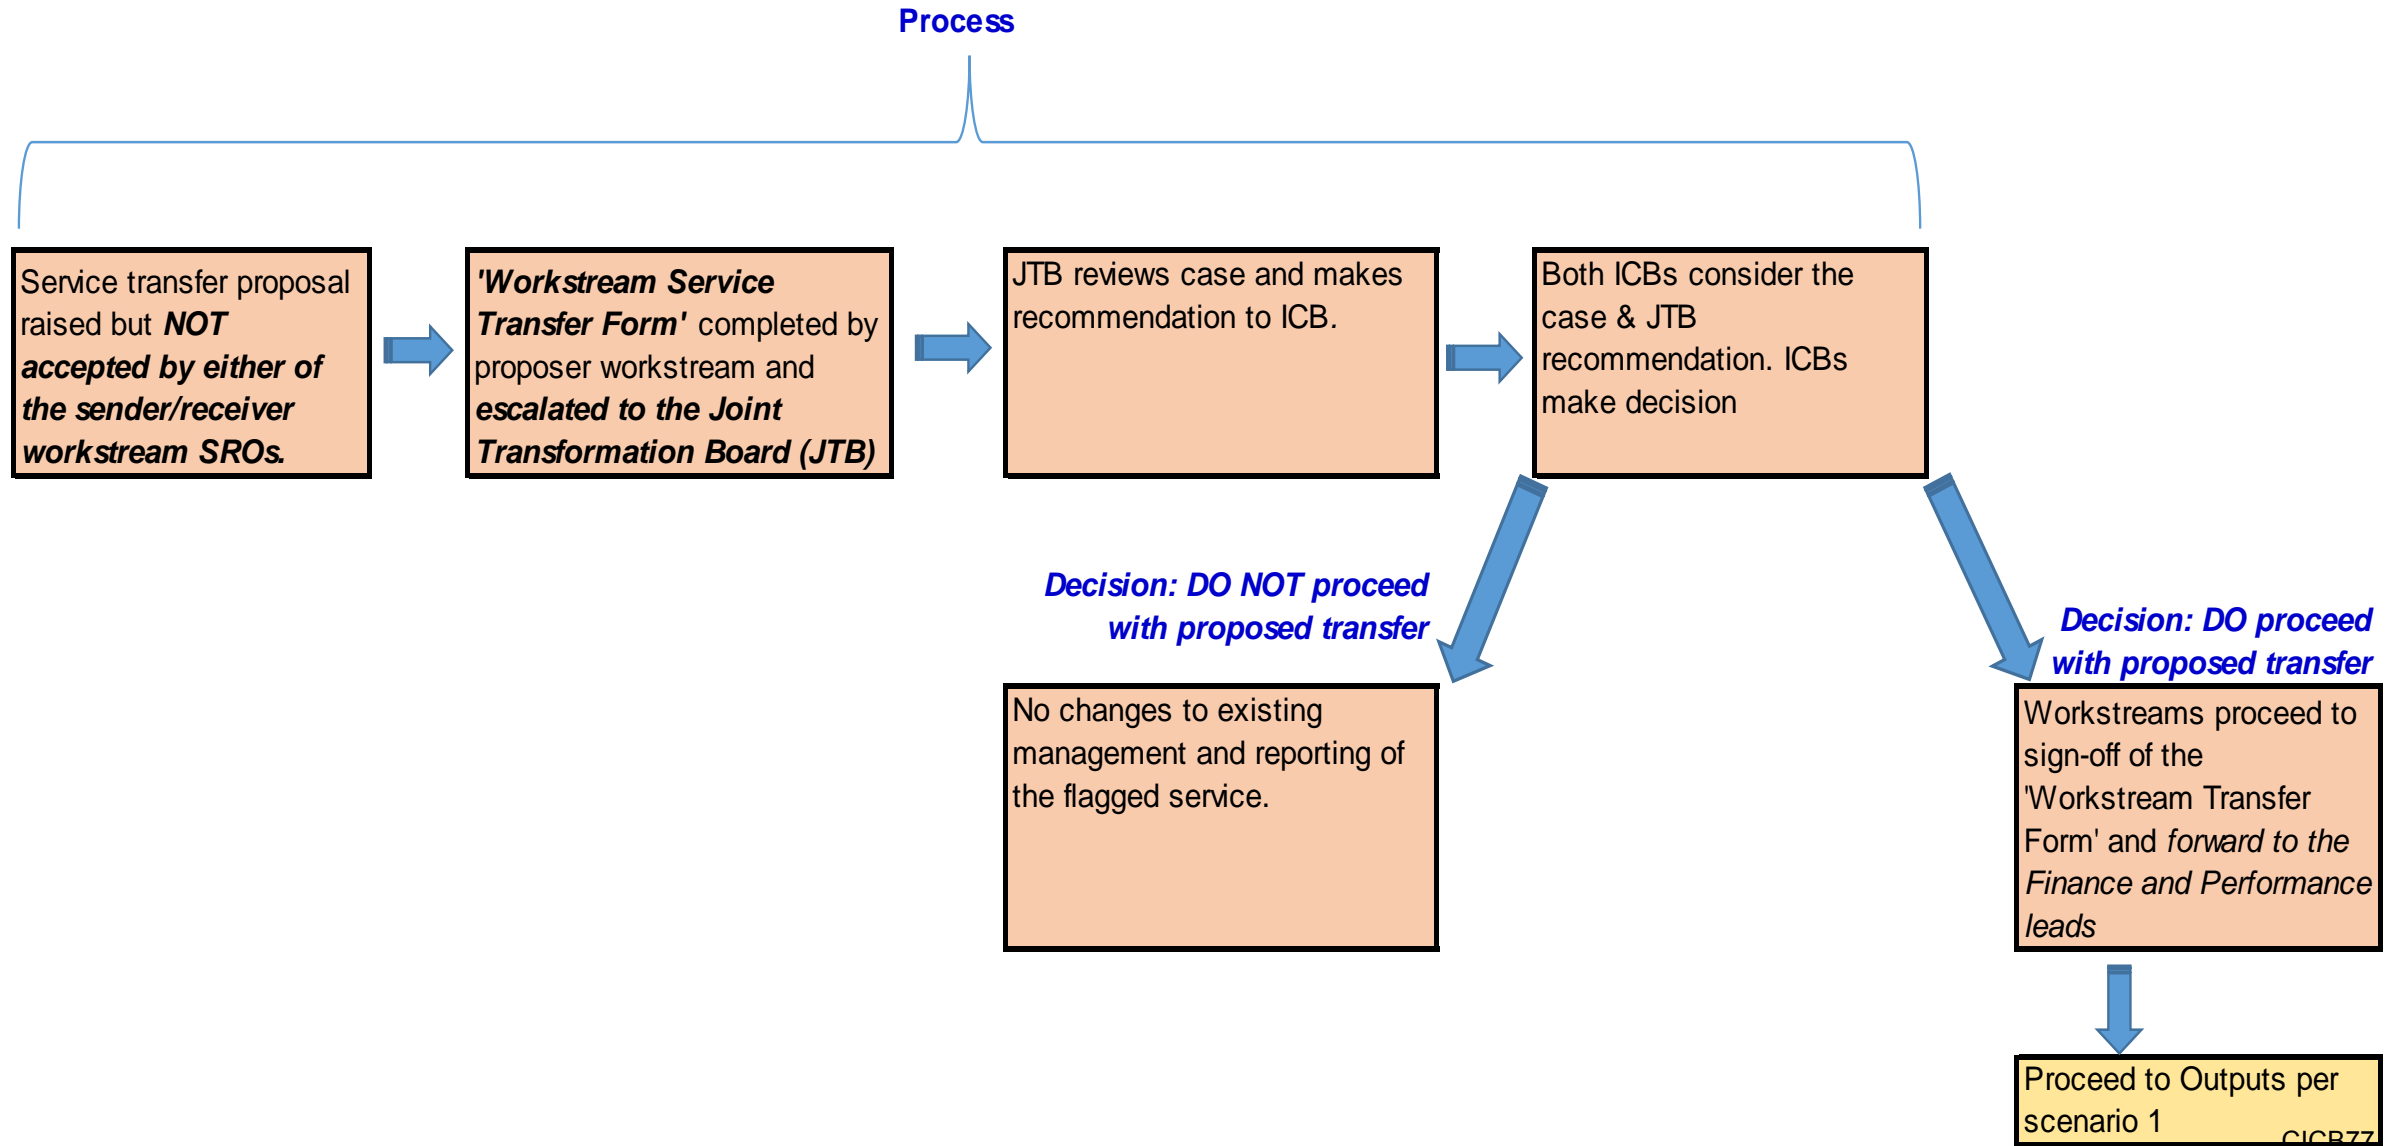 Process
Service transfer proposal
raised but NOT
accepted by either of
the sender/receiver
workstream SROs.
'Workstream Service
Transfer Form' completed by
proposer workstream and
escalated to the Joint
Transformation Board (JTB)
JTB reviews case and makes
recommendation to ICB.
Both ICBs consider the
case & JTB
recommendation. ICBs
make decision
Decision: DO NOT proceed
with proposed transfer
Decision: DO proceed
with proposed transfer
No changes to existing
management and reporting of
the flagged service.
Workstreams proceed to
sign-off of the
'Workstream Transfer
Form' and forward to the
Finance and Performance
leads
Proceed to Outputs per
scenario 1
CICB77